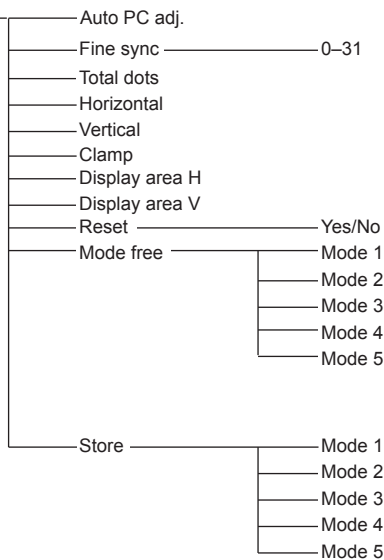 Auto PC adj.
Fine sync 0–31
Total dots
Horizontal
Vertical
Clamp
Display area H
Display area V
Reset Yes/No
Mode free Mode 1
Mode 2
Mode 3
Mode 4
Mode 5
Store Mode 1
Mode 2
Mode 3
Mode 4
Mode 5